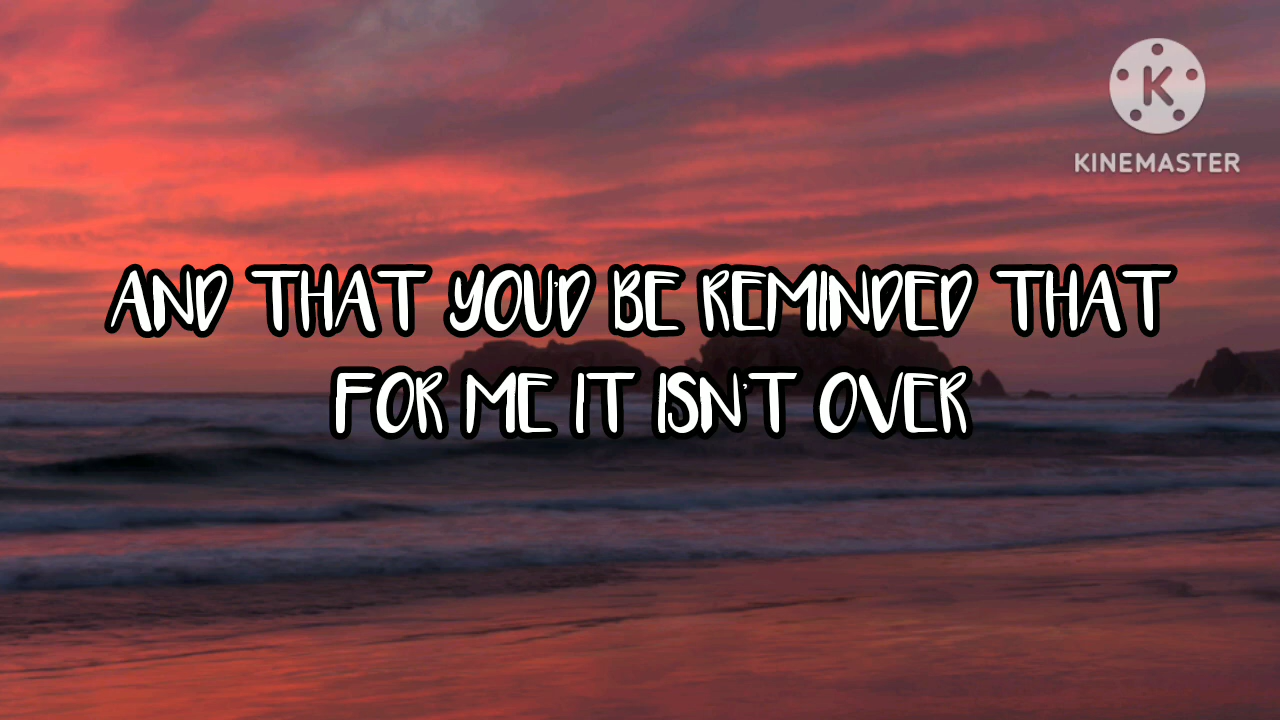 KINEMASTER
AND THAT YOU'D BE REMINDED THAT
FOR ME IT ISN'T OVER